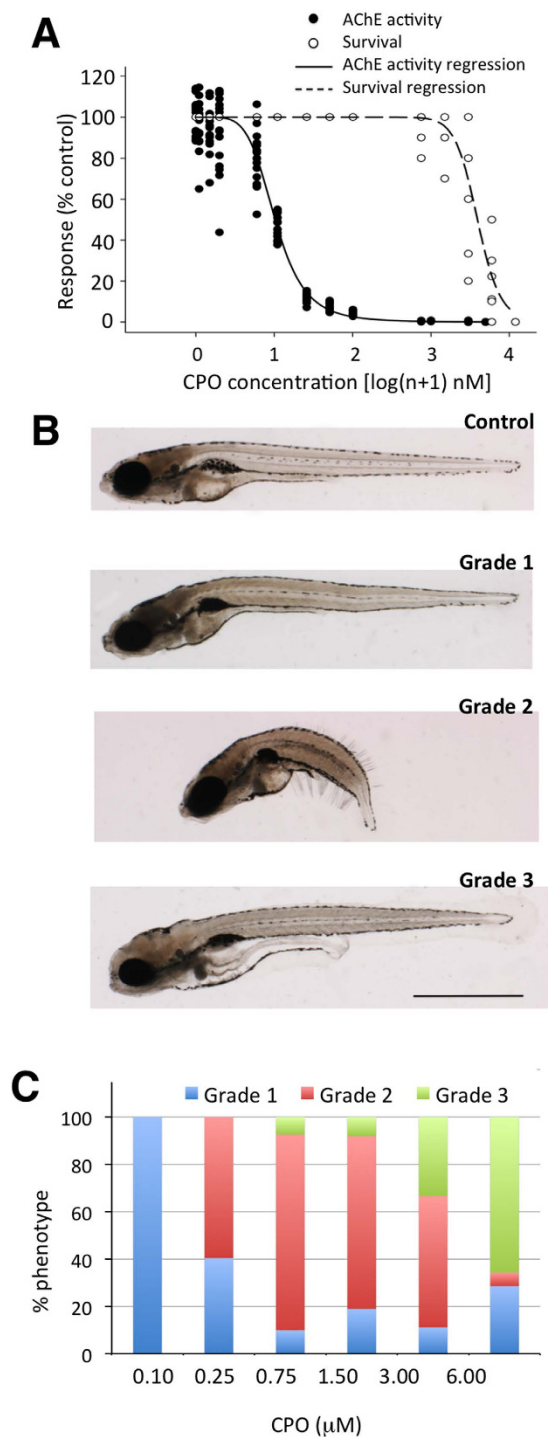 A
AChE activity
Survival
AChE activity regression
Survival regression
Response (% control)
120
100
80
60
40
20
0
0 1 2 3 4
CPO concentration [log(n+1) nM]
B
Control
Grade 1
Grade 2
Grade 3
C
Grade 1 Grade 2 Grade 3
% phenotype
100
80
60
40
20
0
0.10 0.25 0.75 1.50 3.00 6.00
CPO (μM)